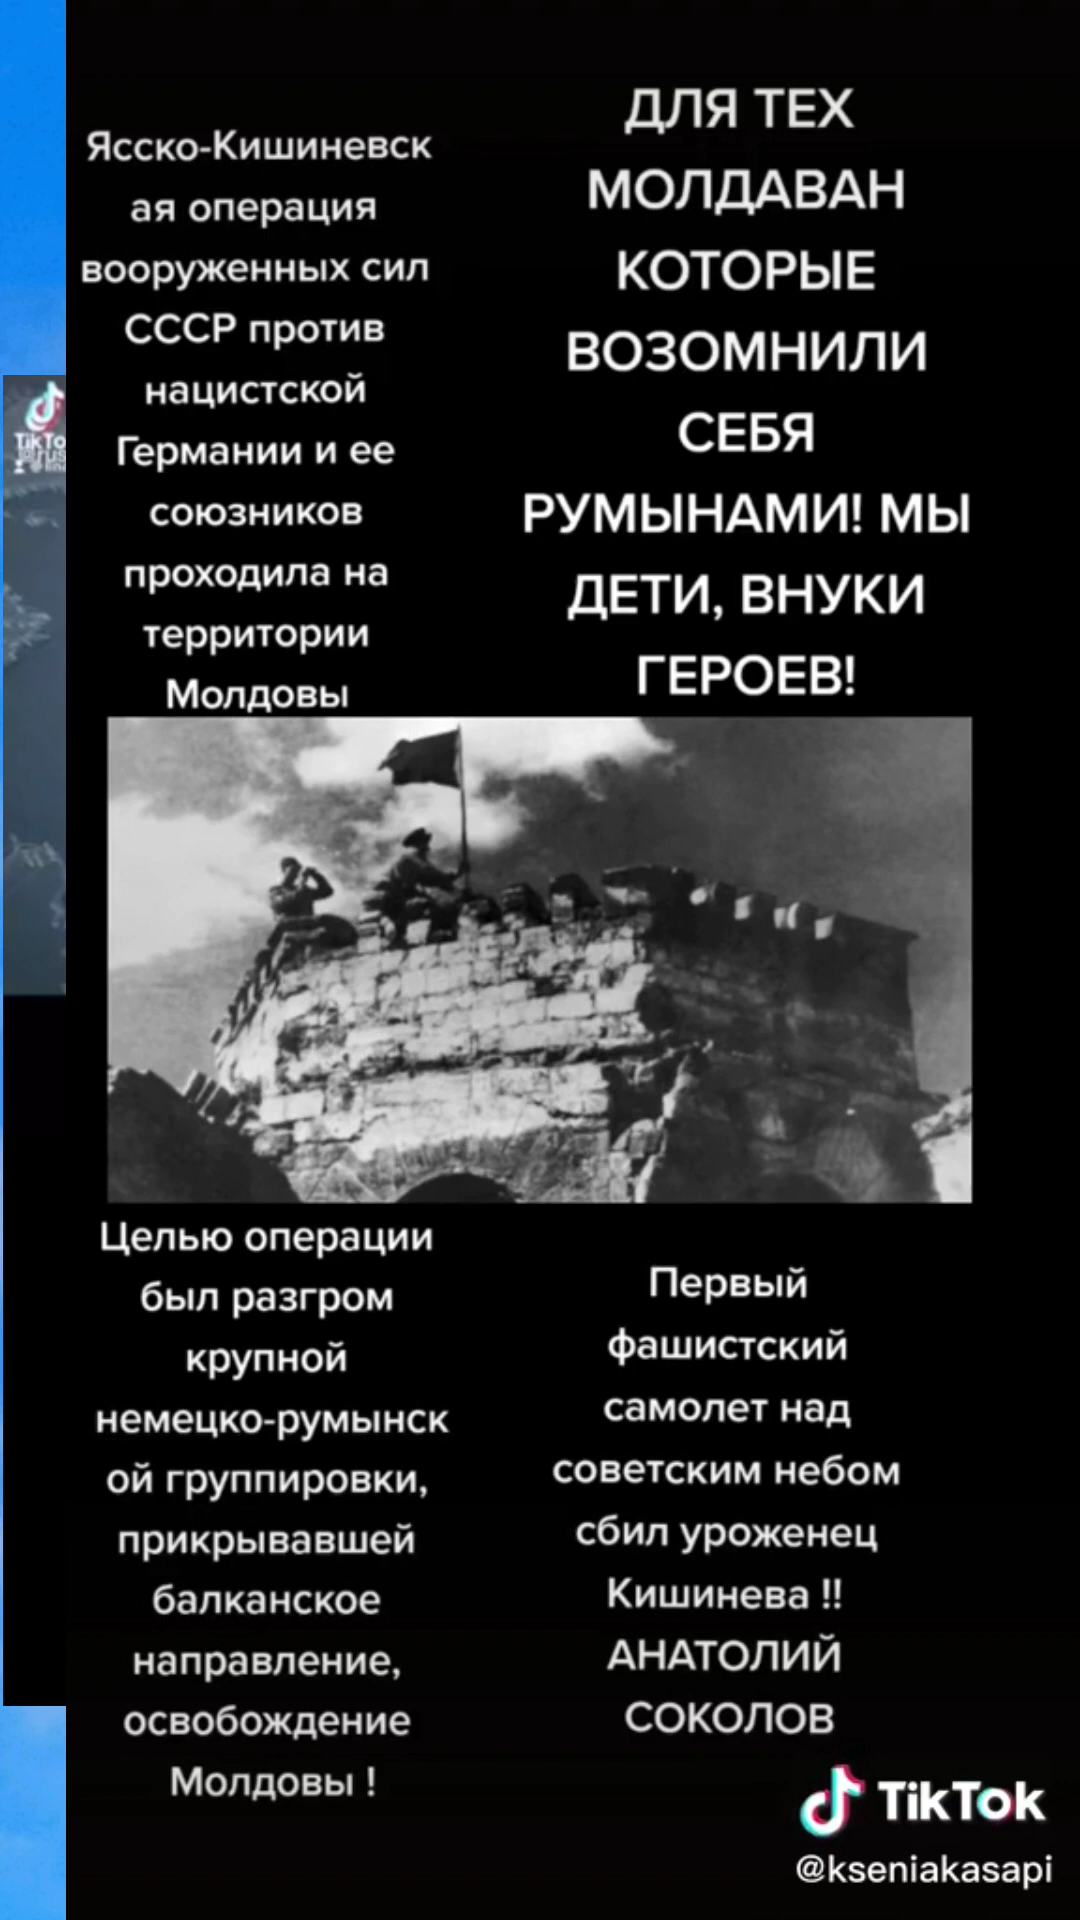 Ясско-Кишиневск
ая операция
вооруженных сил
СССР против
нацистской
Германии и ее
союзников
проходила на
территории
Молдовы
ДЛЯ ТЕХ
МОЛДАВАН
КОТОРЫЕ
ВОЗОМНИЛИ
СЕБЯ
РУМЫНАМИ! МЫ
ДЕТИ, ВНУКИ
ГЕРОЕВ!
Целью операции
был разгром
крупной
немецко-румынск
ой группировки,
прикрывавшей
балканское
направление,
освобождение
Молдовы !
Первый
фашистский
самолет над
советским небом
сбил уроженец
Кишинева !!
АНАТОЛИЙ
СОКОЛОВ
TikTok
@kseniakasapi